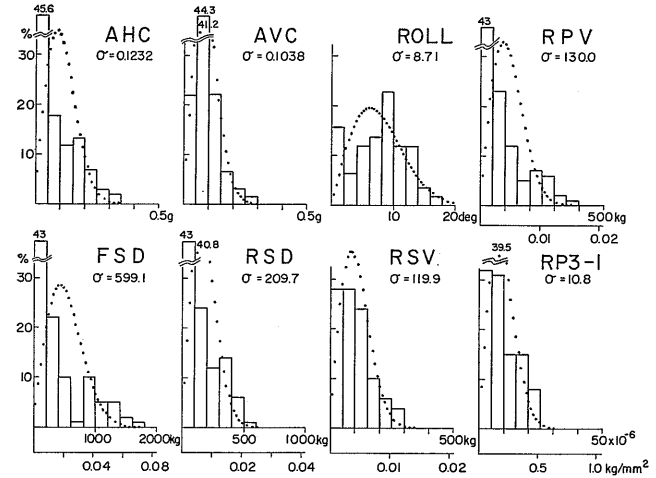 45.6 44.3 41.2 43
% AHC AVC ROLL RPV
σ=0.1232 σ=0.1038 σ=8.71 σ=130.0
30
20
10
0.5g 0.5g 10 20deg 500kg
0.01 0.02
43 43 40.8 39.5
% FSD RSD RSV RP3-1
σ=599.1 σ=209.7 σ=119.9 σ=10.8
30
20
10
1000 2000kg 500 1000kg 500kg 50x10⁻⁶
0.04 0.08 0.02 0.04 0.01 0.02 0.5 1.0 kg/mm²